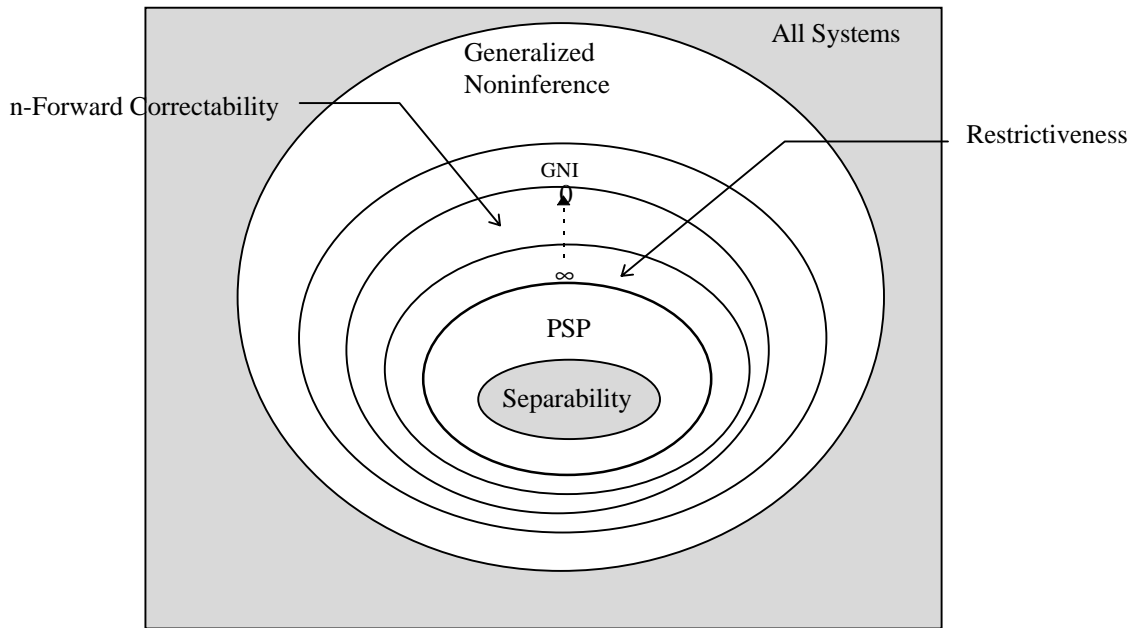 All Systems
Generalized
Noninference
n-Forward Correctability
Restrictiveness
GNI
0
∞
PSP
Separability